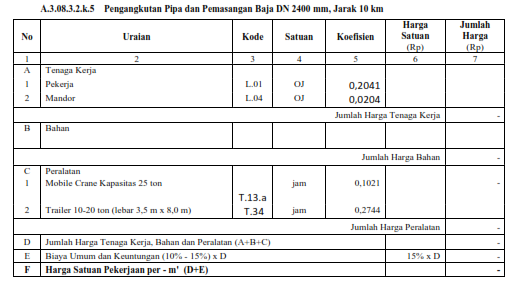 A.3.08.3.2.k.5 Pengangkutan Pipa dan Pemasangan Baja DN 2400 mm, Jarak 10 km
No Uraian Kode Satuan Koefisien Harga Satuan (Rp) Jumlah Harga (Rp)
1 2 3 4 5 6 7
A Tenaga Kerja
1 Pekerja L.01 OJ 0,2041
2 Mandor L.04 OJ 0,0204
Jumlah Harga Tenaga Kerja -
B Bahan
Jumlah Harga Bahan -
C Peralatan
1 Mobile Crane Kapasitas 25 ton T.13.a jam 0,1021 -
2 Trailer 10-20 ton (lebar 3,5 m x 8,0 m) T.34 jam 0,2744
Jumlah Harga Peralatan -
D Jumlah Harga Tenaga Kerja, Bahan dan Peralatan (A+B+C) -
E Biaya Umum dan Keuntungan (10% - 15%) x D 15% x D -
F Harga Satuan Pekerjaan per - m' (D+E) -